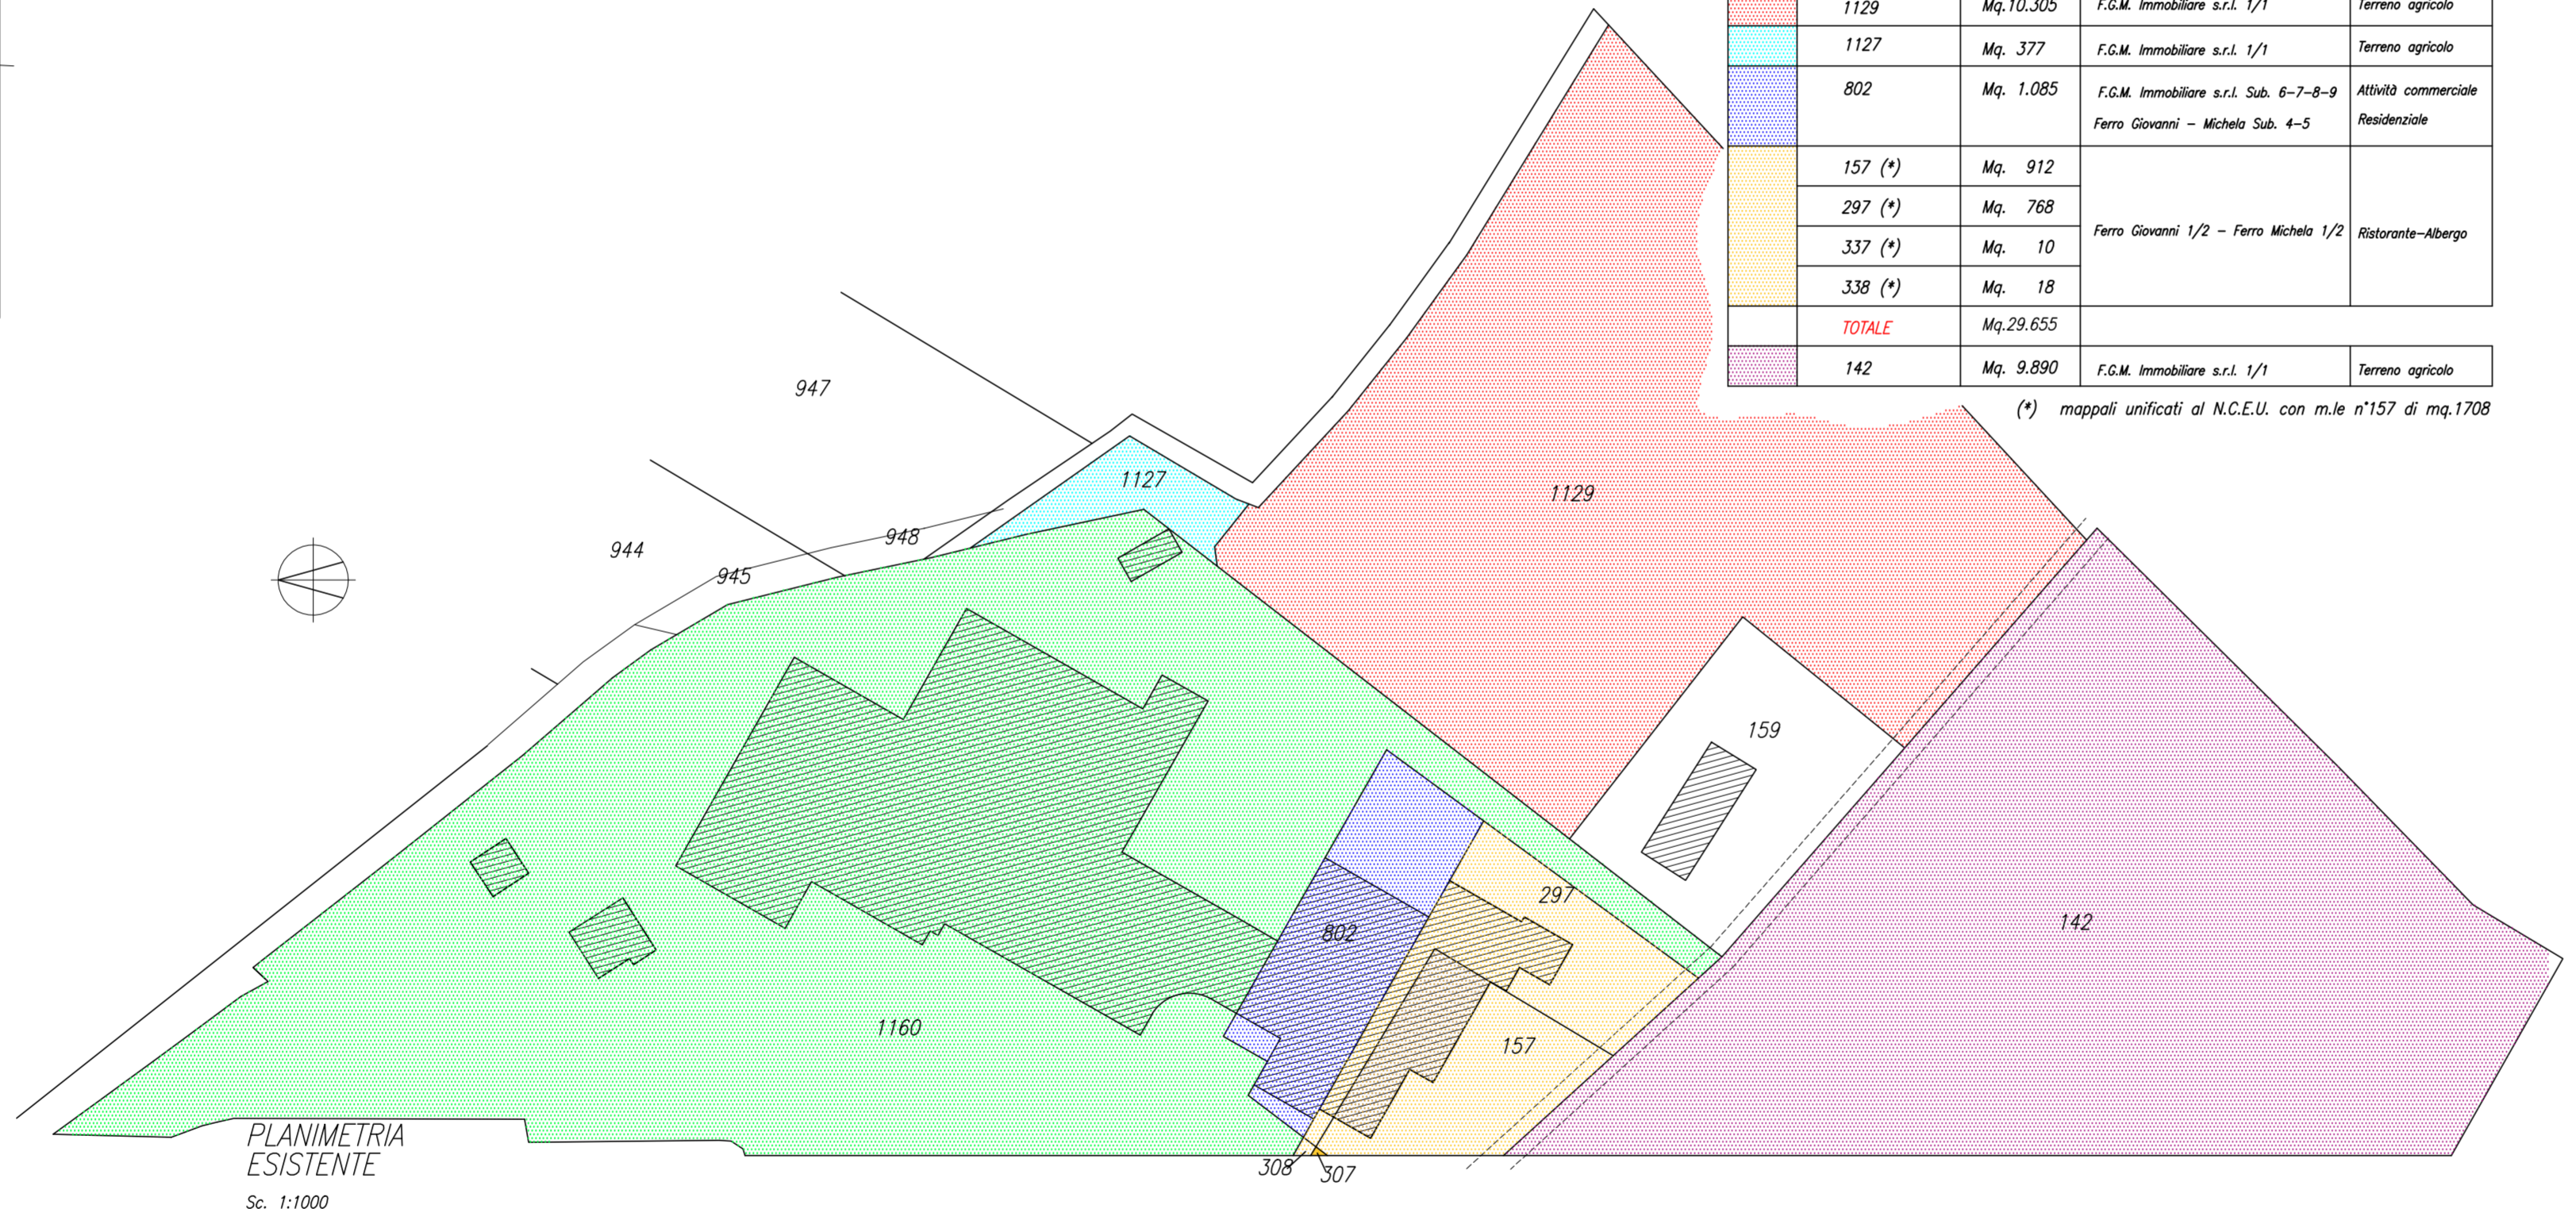 1129 Mq.10.305 F.G.M. Immobiliare s.r.l. 1/1 Terreno agricolo
1127 Mq. 377 F.G.M. Immobiliare s.r.l. 1/1 Terreno agricolo
802 Mq. 1.085 F.G.M. Immobiliare s.r.l. Sub. 6-7-8-9 Attività commerciale
Ferro Giovanni - Michela Sub. 4-5 Residenziale
157 (*) Mq. 912
297 (*) Mq. 768
Ferro Giovanni 1/2 - Ferro Michela 1/2 Ristorante-Albergo
337 (*) Mq. 10
338 (*) Mq. 18
TOTALE Mq.29.655
142 Mq. 9.890 F.G.M. Immobiliare s.r.l. 1/1 Terreno agricolo
(*) mappali unificati al N.C.E.U. con m.le n°157 di mq.1708
947
1127
1129
948
944
945
159
297
142
802
1160
157
308
307
PLANIMETRIA
ESISTENTE
Sc. 1:1000